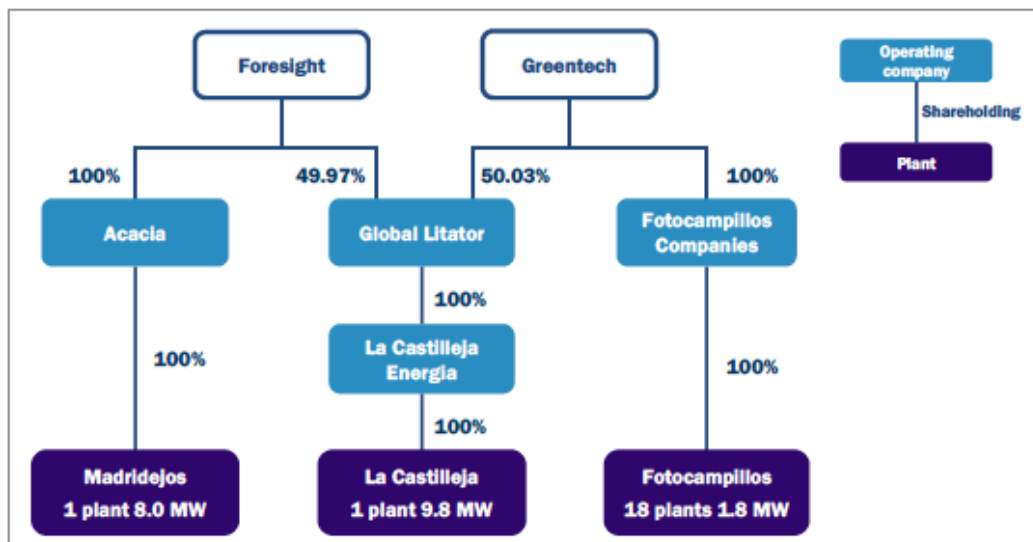 Foresight
Greentech
Operating
company
Shareholding
Plant
100%
49.97%
50.03%
100%
Acacia
Global Litator
Fotocampillos
Companies
100%
La Castilleja
Energia
100%
100%
100%
Madridejos
1 plant 8.0 MW
La Castilleja
1 plant 9.8 MW
Fotocampillos
18 plants 1.8 MW